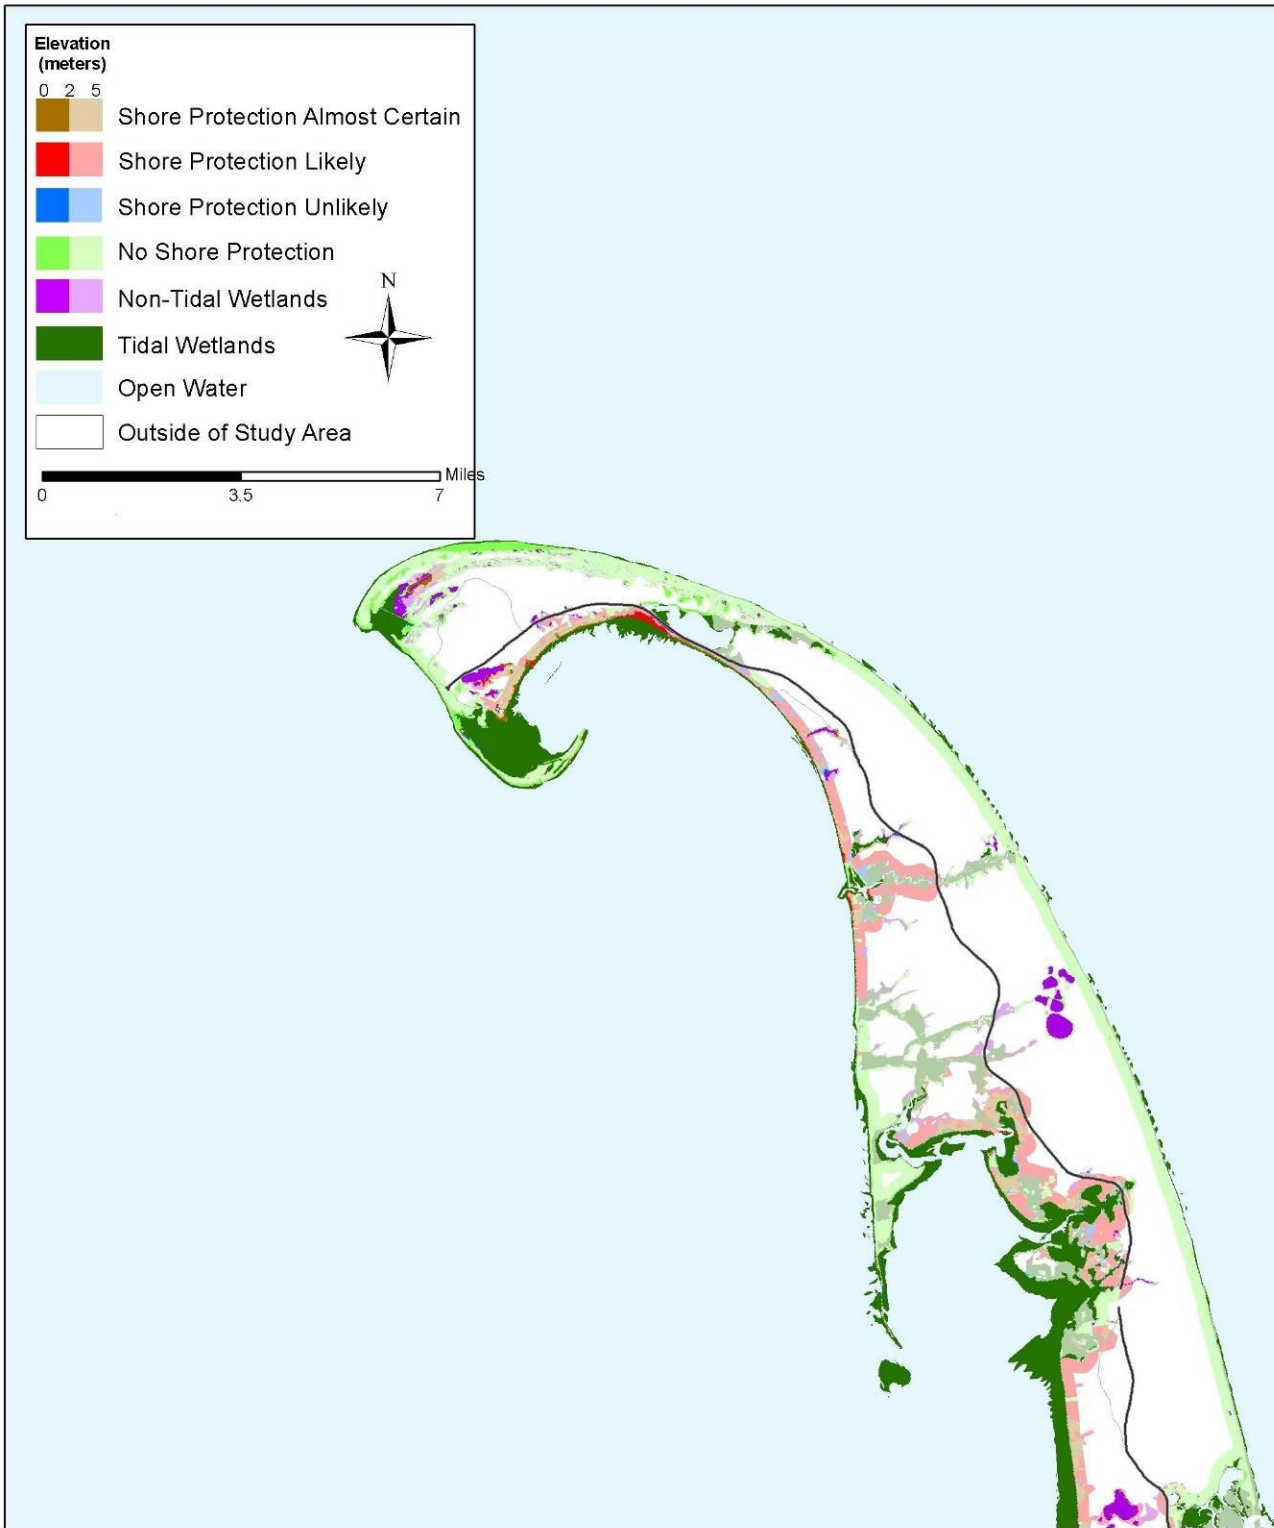 Elevation
(meters)
0 2 5
Shore Protection Almost Certain
Shore Protection Likely
Shore Protection Unlikely
No Shore Protection
N
Non-Tidal Wetlands
Tidal Wetlands
Open Water
Outside of Study Area
Miles
0 3.5 7